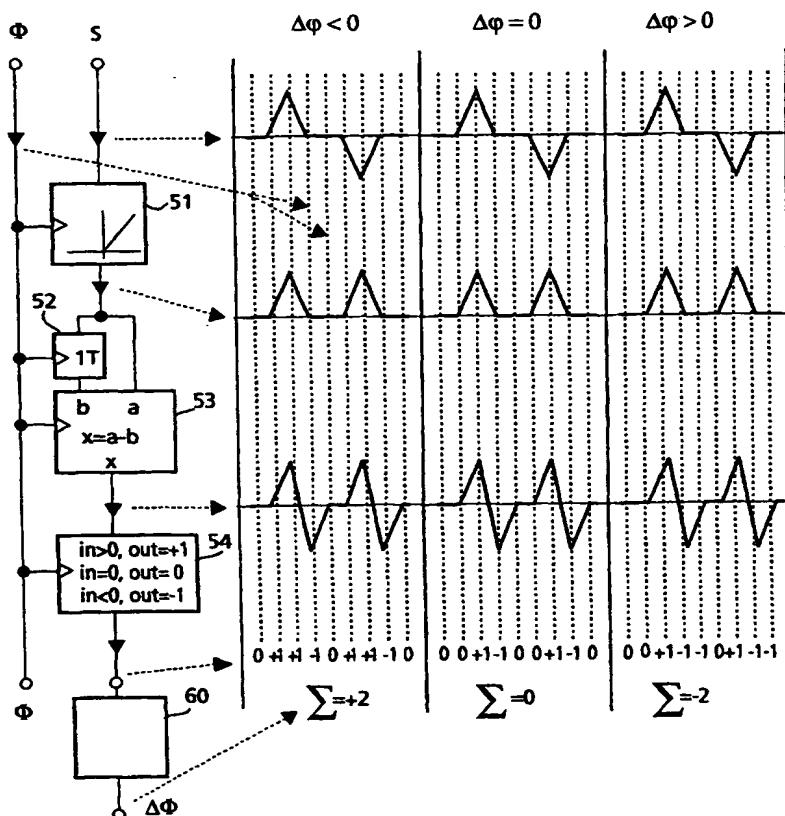 Φ S Δφ < 0 Δφ = 0 Δφ > 0
51
52
1T
b a 53
x=a-b
x
54
in>0, out=+1
in=0, out= 0
in<0, out=-1
0 +1 +1 -1 0 +1 +1 -1 0 0 0 +1 -1 0 0 +1 -1 0 0 0 +1 -1 -1 0 +1 -1 -1
Φ 60 Σ=+2 Σ=0 Σ=-2
ΔΦ